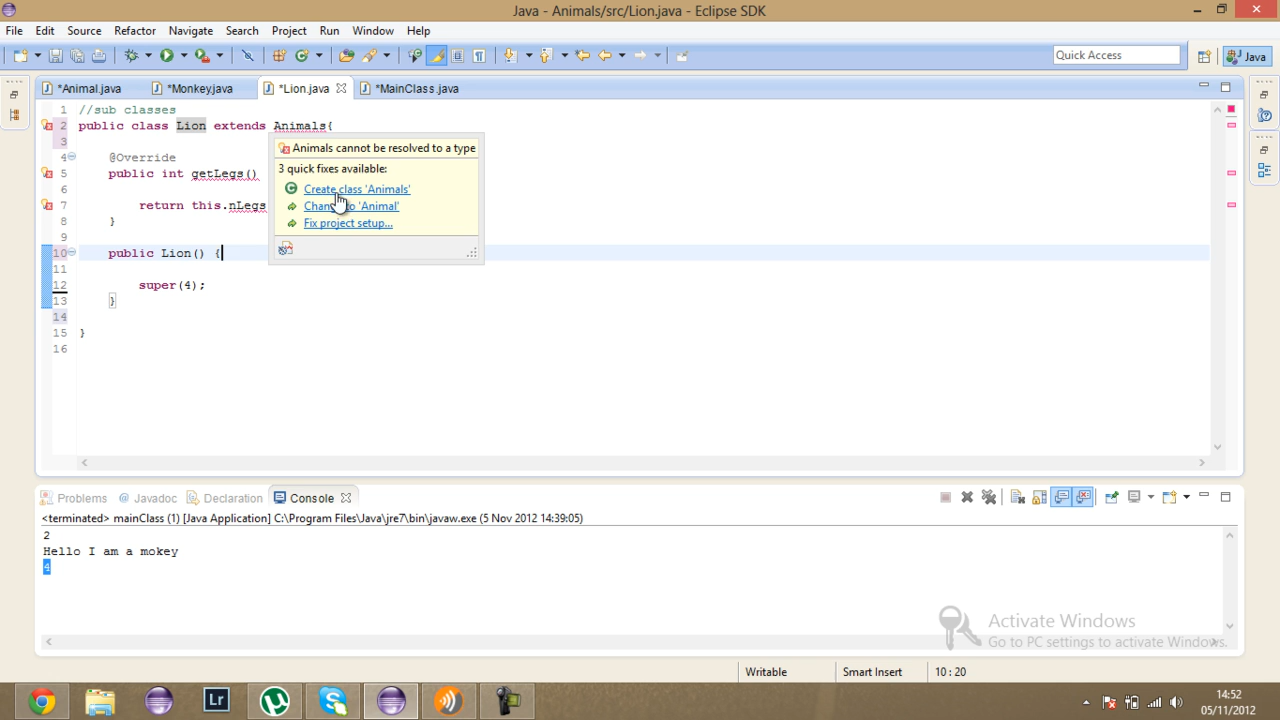 Java - Animals/src/Lion.java - Eclipse SDK
File Edit Source Refactor Navigate Search Project Run Window Help
Quick Access
Java
*Animal.java *Monkey.java *Lion.java *MainClass.java
1 //sub classes
2 public class Lion extends Animals{
3
Animals cannot be resolved to a type
4 @Override
3 quick fixes available:
5 public int getLegs()
6
Create class 'Animals'
7 return this.nLegs
Change to 'Animal'
8 }
Fix project setup...
9
10 public Lion() {
11
12 super(4);
13 }
14
15 }
16
Problems @ Javadoc Declaration Console
<terminated> mainClass (1) [Java Application] C:\Program Files\Java\jre7\bin\javaw.exe (5 Nov 2012 14:39:05)
2
Hello I am a mokey
4
Activate Windows
Go to PC settings to activate Windows.
Writable Smart Insert 10 : 20
Lr
14:52
05/11/2012